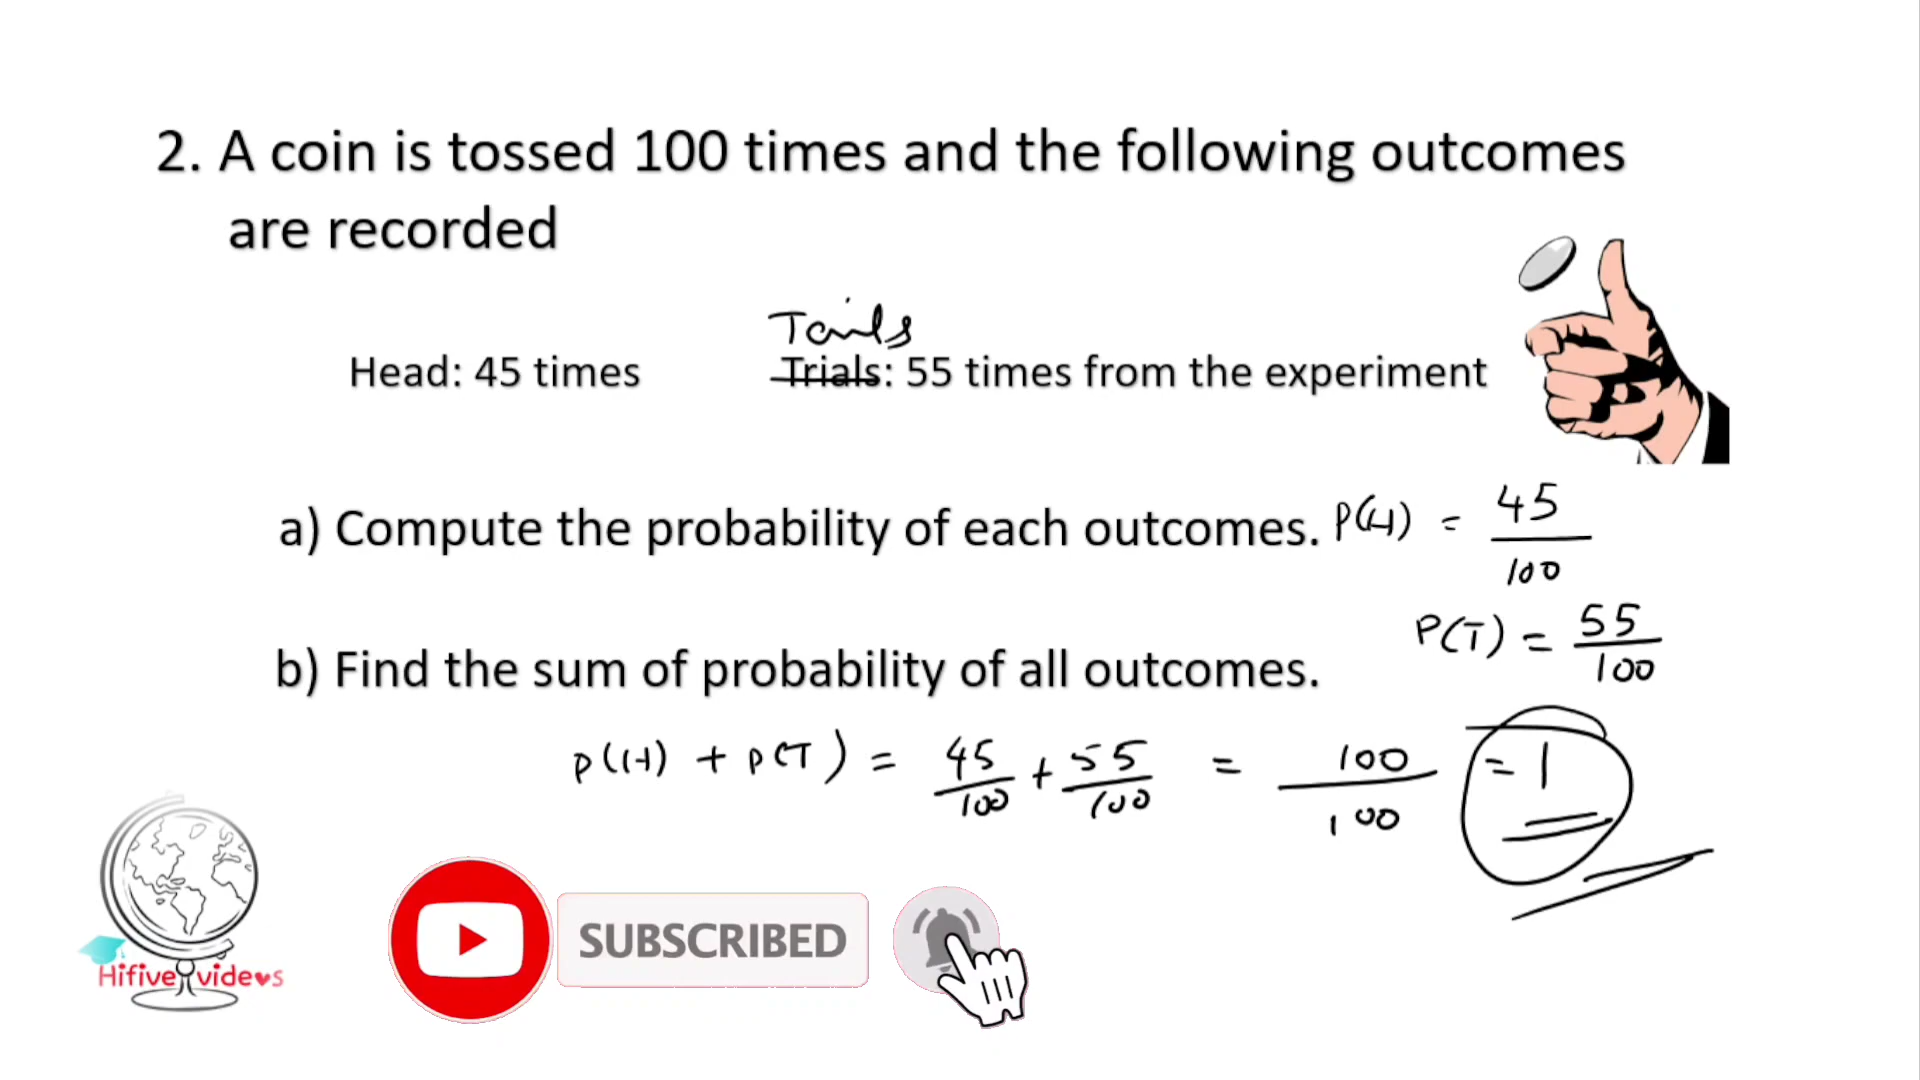 2. A coin is tossed 100 times and the following outcomes
are recorded
Tails
Head: 45 times Trials: 55 times from the experiment
a) Compute the probability of each outcomes. P(H) = 45/100
P(T) = 55/100
b) Find the sum of probability of all outcomes.
P(H) + P(T) = 45/100 + 55/100 = 100/100 = 1
SUBSCRIBED
Hifive videos